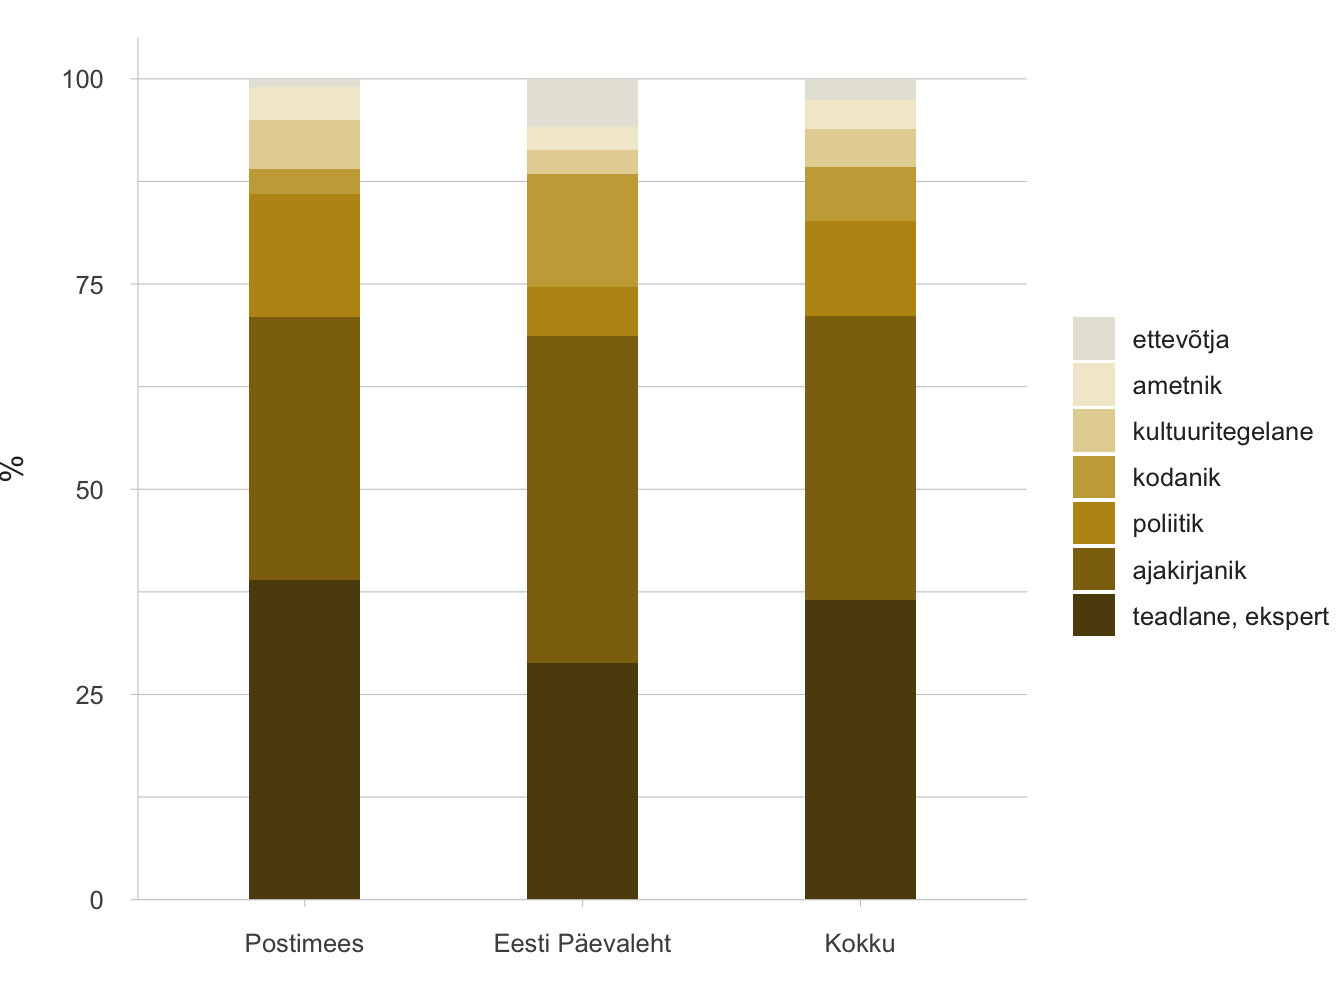 %
100
75
50
25
0
Postimees
Eesti Päevaleht
Kokku
ettevõtja
ametnik
kultuuritegelane
kodanik
poliitik
ajakirjanik
teadlane, ekspert